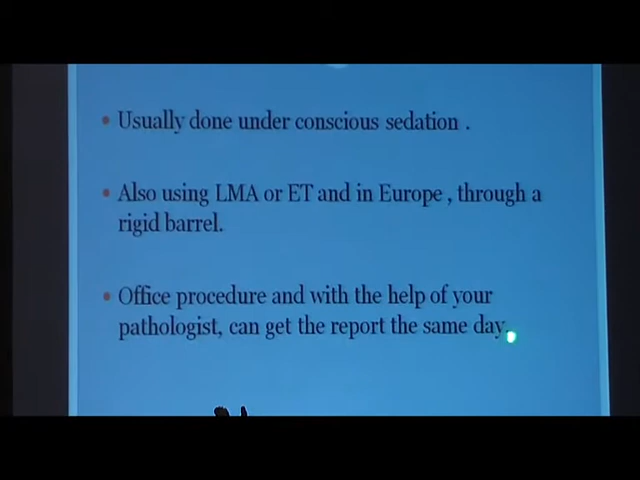 • Usually done under conscious sedation .
• Also using LMA or ET and in Europe , through a
rigid barrel.
• Office procedure and with the help of your
pathologist, can get the report the same day.